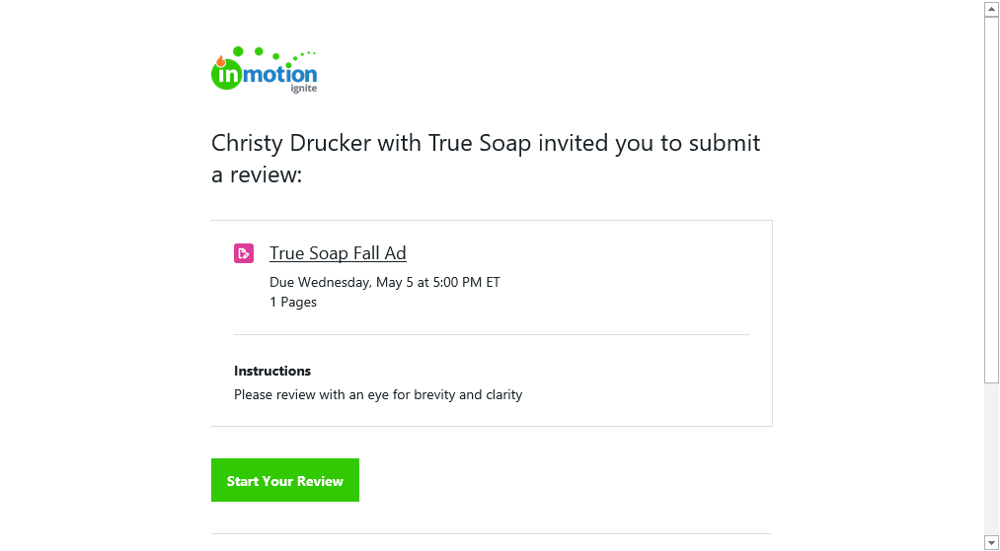 inmotion
ignite
Christy Drucker with True Soap invited you to submit
a review:
True Soap Fall Ad
Due Wednesday, May 5 at 5:00 PM ET
1 Pages
Instructions
Please review with an eye for brevity and clarity
Start Your Review